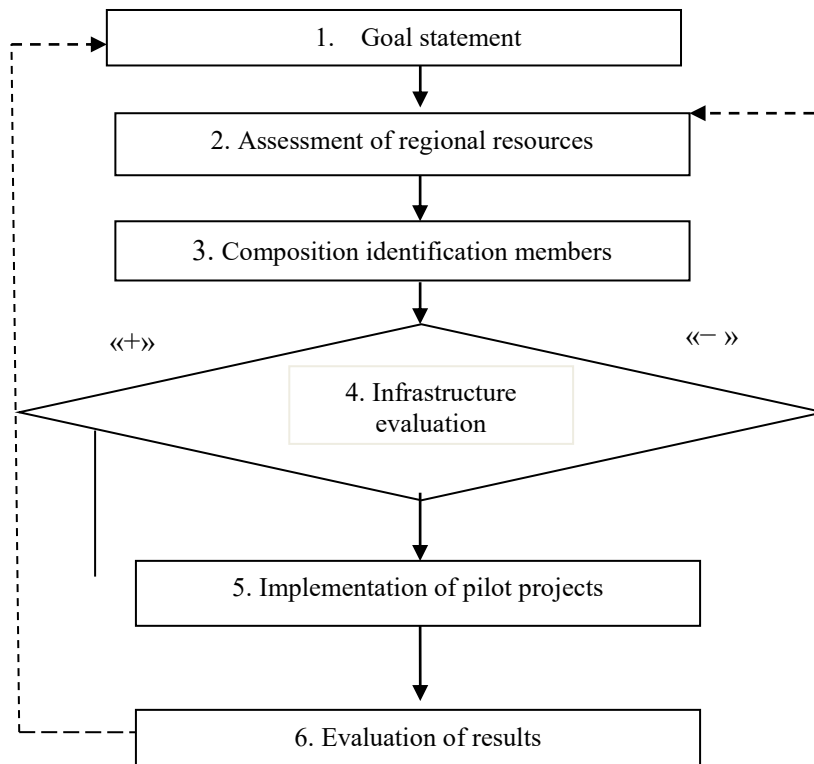 1. Goal statement
2. Assessment of regional resources
3. Composition identification members
«+»
«− »
4. Infrastructure
evaluation
5. Implementation of pilot projects
6. Evaluation of results